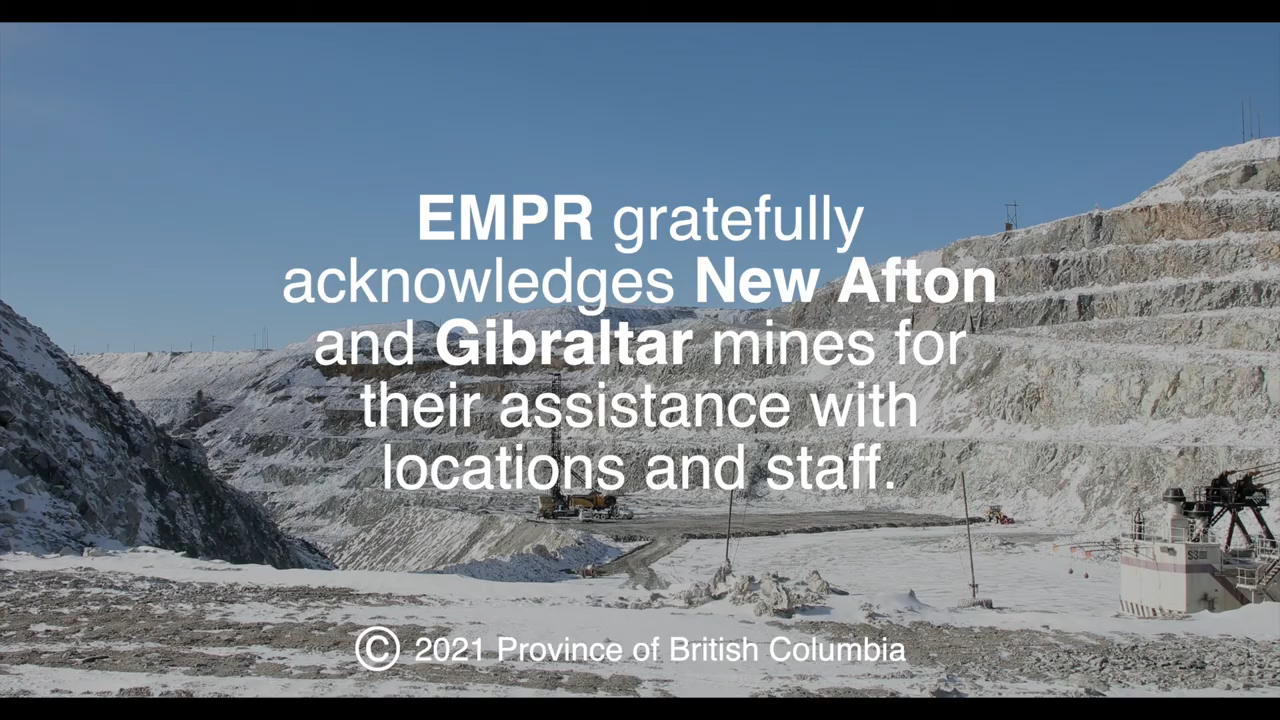 EMPR gratefully
acknowledges New Afton
and Gibraltar mines for
their assistance with
locations and staff.
S3
© 2021 Province of British Columbia